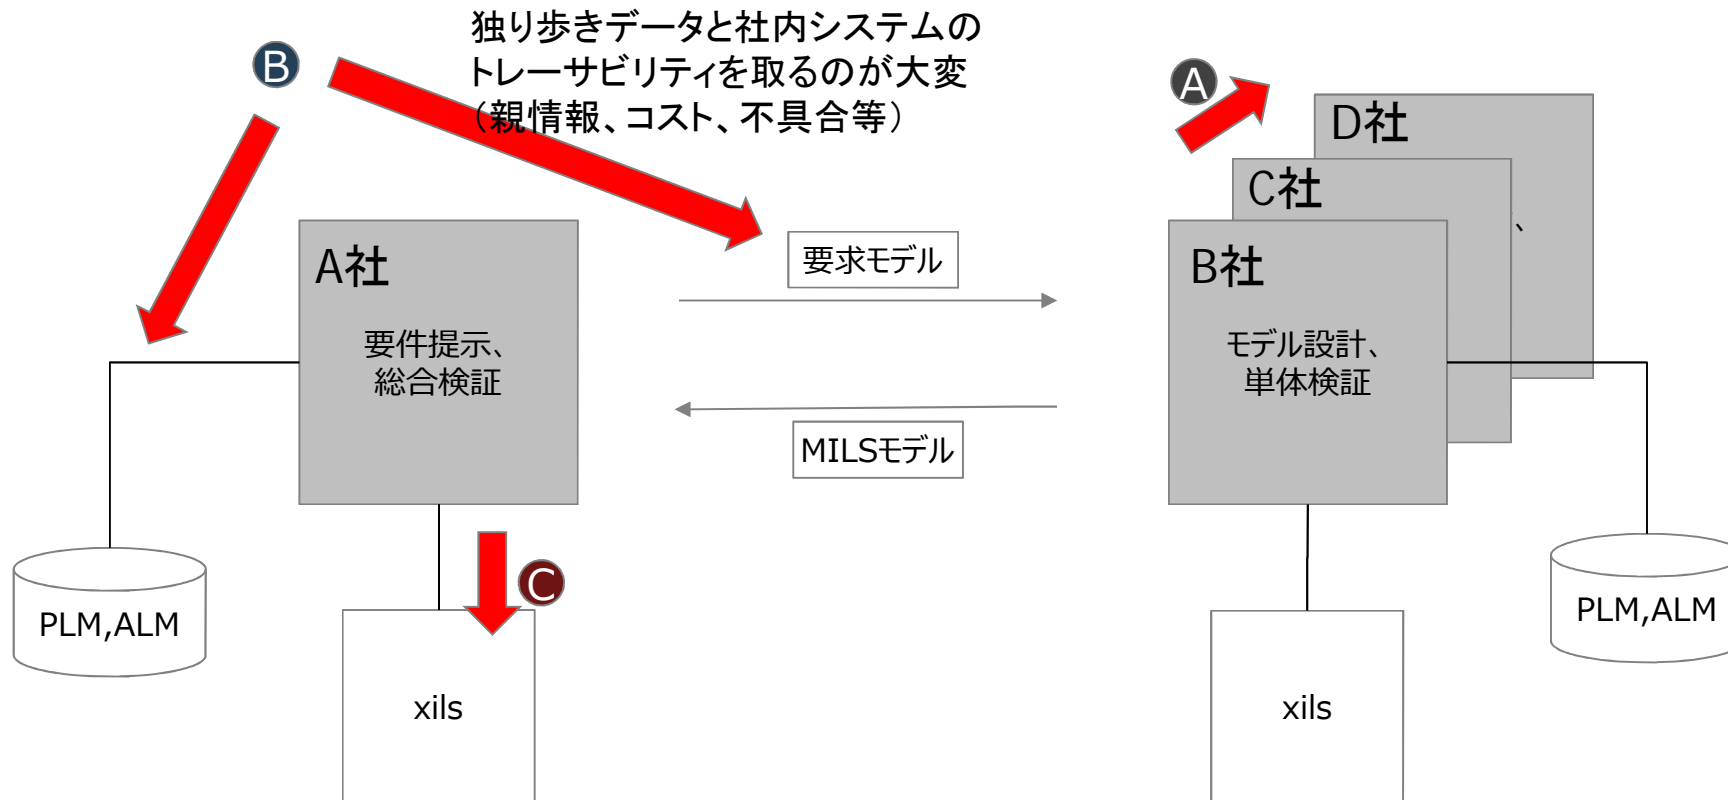 独り歩きデータと社内システムの
トレーサビリティを取るのが大変
（親情報、コスト、不具合等）
B
A
D社
C社
、
A社
要件提示、
総合検証
要求モデル
B社
モデル設計、
単体検証
MILSモデル
C
PLM,ALM
xils
xils
PLM,ALM